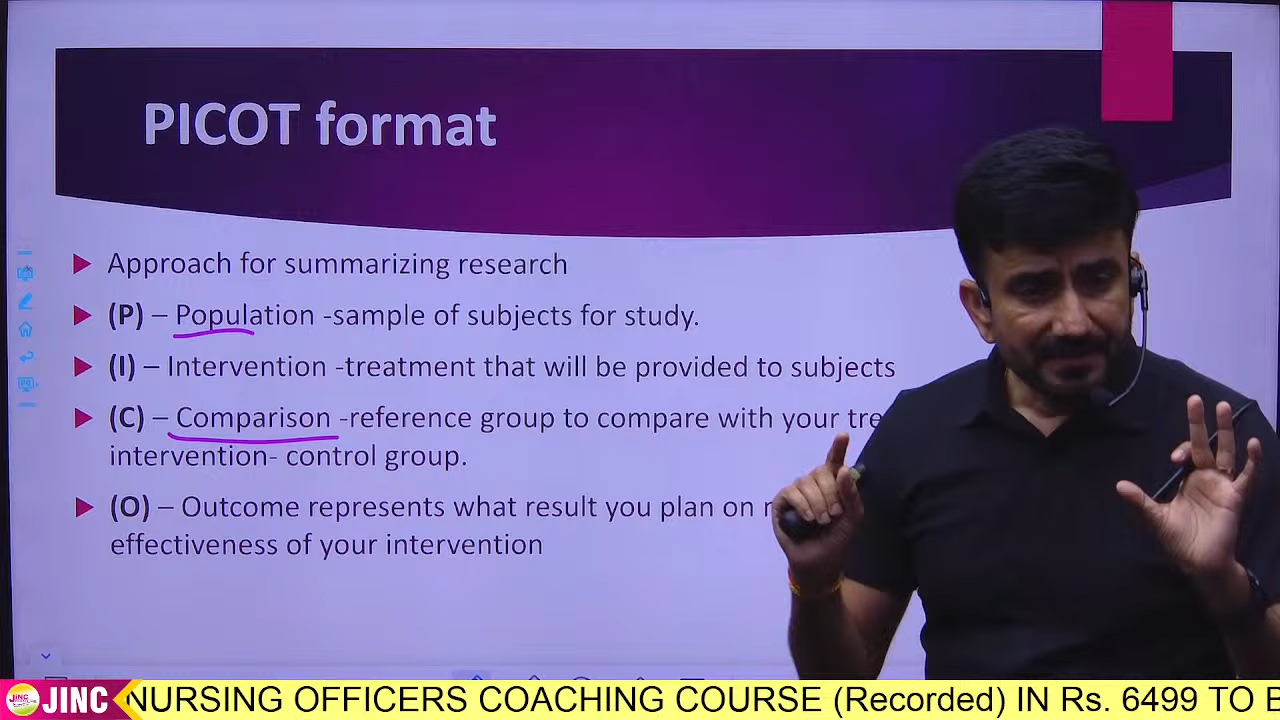 PICOT format
Approach for summarizing research
(P) – Population -sample of subjects for study.
(I) – Intervention -treatment that will be provided to subjects
(C) – Comparison -reference group to compare with your
intervention- control group.
(O) – Outcome represents what result you plan on
effectiveness of your intervention
JINC
JINC NURSING OFFICERS COACHING COURSE (Recorded) IN Rs. 6499 TO